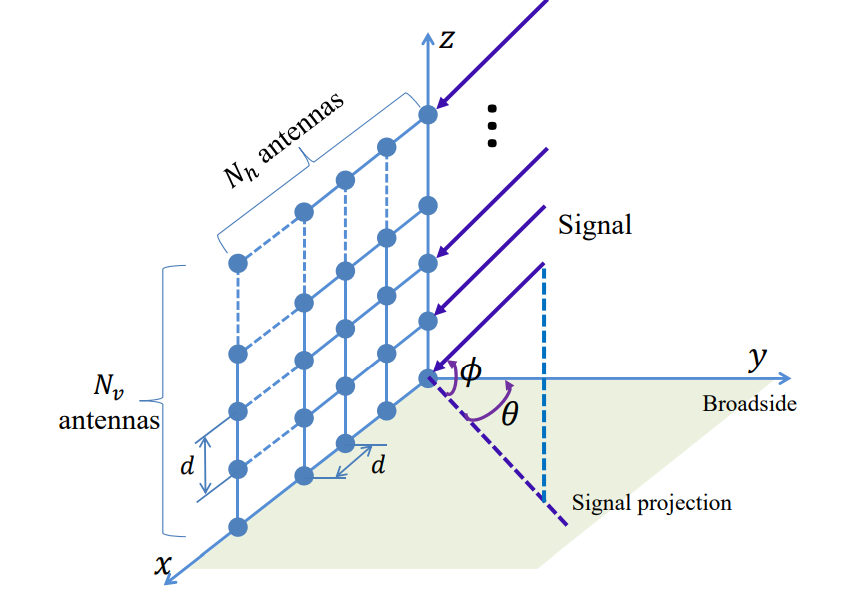 z
N_h antennas
Signal
ϕ
y
θ
Broadside
N_v
antennas
d
d
Signal projection
x